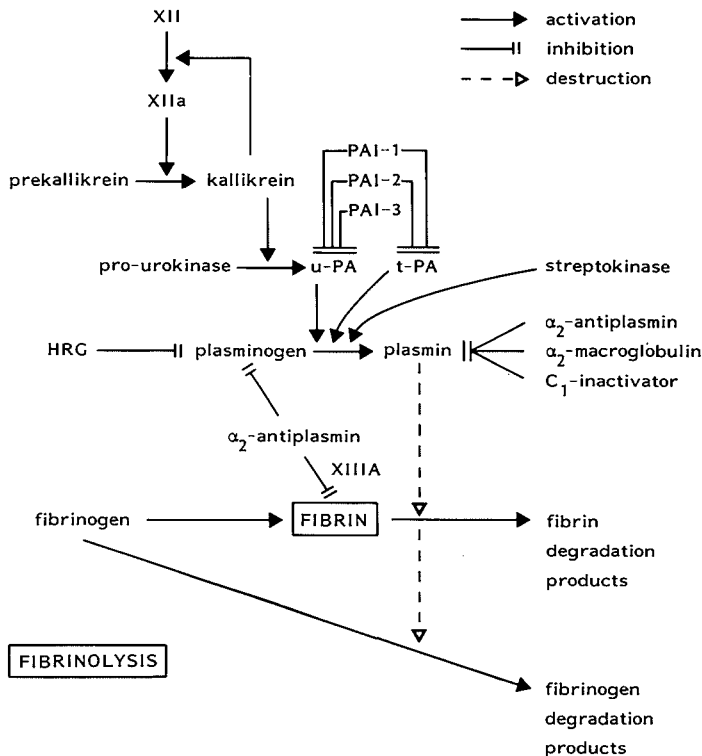 XII
activation
inhibition
destruction
XIIa
PAI-1
prekallikrein kallikrein PAI-2
PAI-3
pro-urokinase u-PA t-PA streptokinase
α2-antiplasmin
HRG plasminogen plasmin α2-macroglobulin
C1-inactivator
α2-antiplasmin
XIIIA
fibrinogen FIBRIN fibrin
degradation
products
FIBRINOLYSIS
fibrinogen
degradation
products